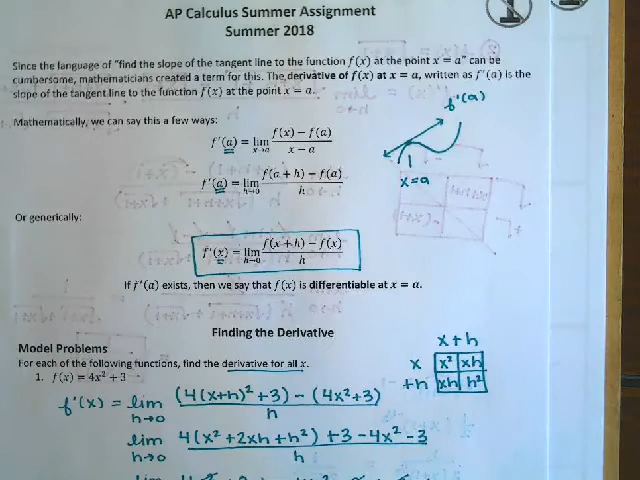 AP Calculus Summer Assignment
Summer 2018
Since the language of "find the slope of the tangent line to the function f(x) at the point x = a" can be
cumbersome, mathematicians created a term for this. The derivative of f(x) at x = a, written as f'(a) is the
slope of the tangent line to the function f(x) at the point x = a.
f'(a)
Mathematically, we can say this a few ways:
f'(a) = lim x→a (f(x) − f(a))/(x − a)
x=a
f'(a) = lim h→0 (f(a + h) − f(a))/h
Or generically:
f'(x) = lim h→0 (f(x + h) − f(x))/h
If f'(a) exists, then we say that f(x) is differentiable at x = a.
Finding the Derivative
Model Problems
For each of the following functions, find the derivative for all x.
1. f(x) = 4x² + 3
x + h
x x² xh
+h xh h²
f'(x) = lim h→0 ((4(x+h)² + 3) − (4x² + 3))/h
lim h→0 (4(x² + 2xh + h²) + 3 − 4x² − 3)/h